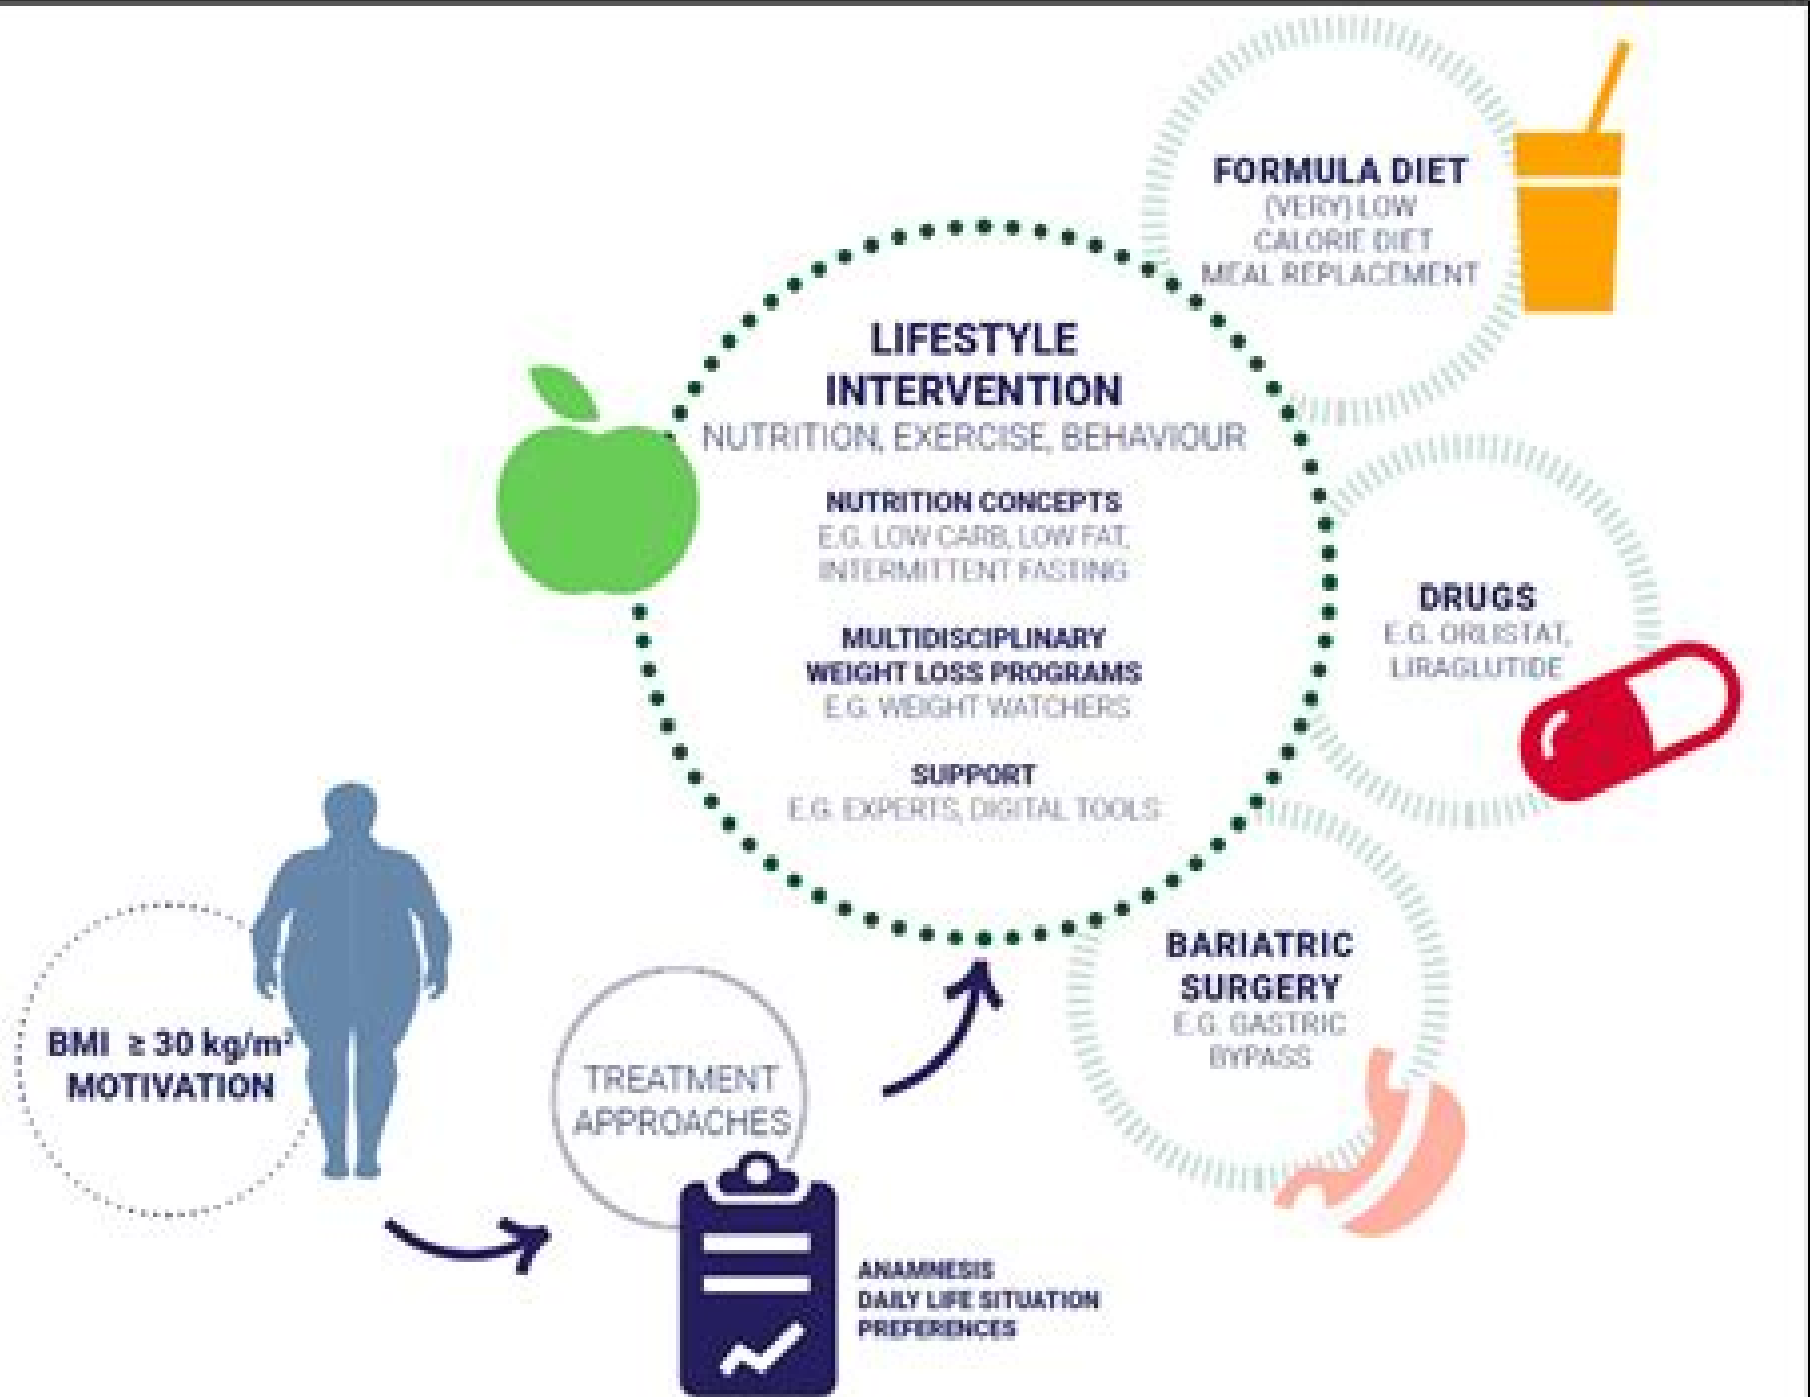 FORMULA DIET
(VERY) LOW
CALORIE DIET
MEAL REPLACEMENT
LIFESTYLE
INTERVENTION
NUTRITION, EXERCISE, BEHAVIOUR
NUTRITION CONCEPTS
E.G. LOW CARB, LOW FAT,
INTERMITTENT FASTING
MULTIDISCIPLINARY
WEIGHT LOSS PROGRAMS
E.G. WEIGHT WATCHERS
SUPPORT
E.G. EXPERTS, DIGITAL TOOLS
DRUGS
E.G. ORLISTAT,
LIRAGLUTIDE
BARIATRIC
SURGERY
E.G. GASTRIC
BYPASS
BMI ≥ 30 kg/m²
MOTIVATION
TREATMENT
APPROACHES
ANAMNESIS
DAILY LIFE SITUATION
PREFERENCES